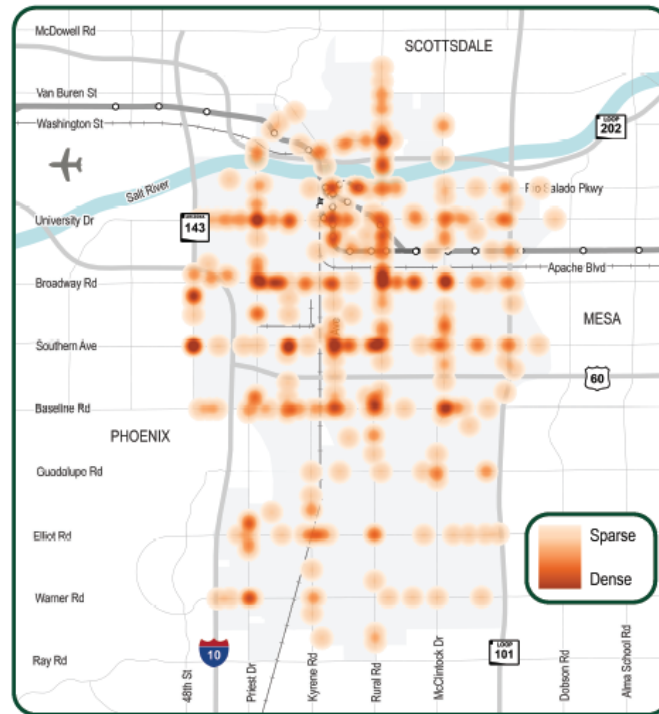 McDowell Rd
SCOTTSDALE
Van Buren St
Washington St
LOOP
202
Salt River
Rio Salado Pkwy
University Dr
143
Apache Blvd
Broadway Rd
MESA
Southern Ave
60
Baseline Rd
PHOENIX
Guadalupe Rd
Elliot Rd
Sparse
Dense
Warner Rd
Ray Rd
10
LOOP
101
48th St
Priest Dr
Kyrene Rd
Rural Rd
McClintock Dr
Dobson Rd
Alma School Rd